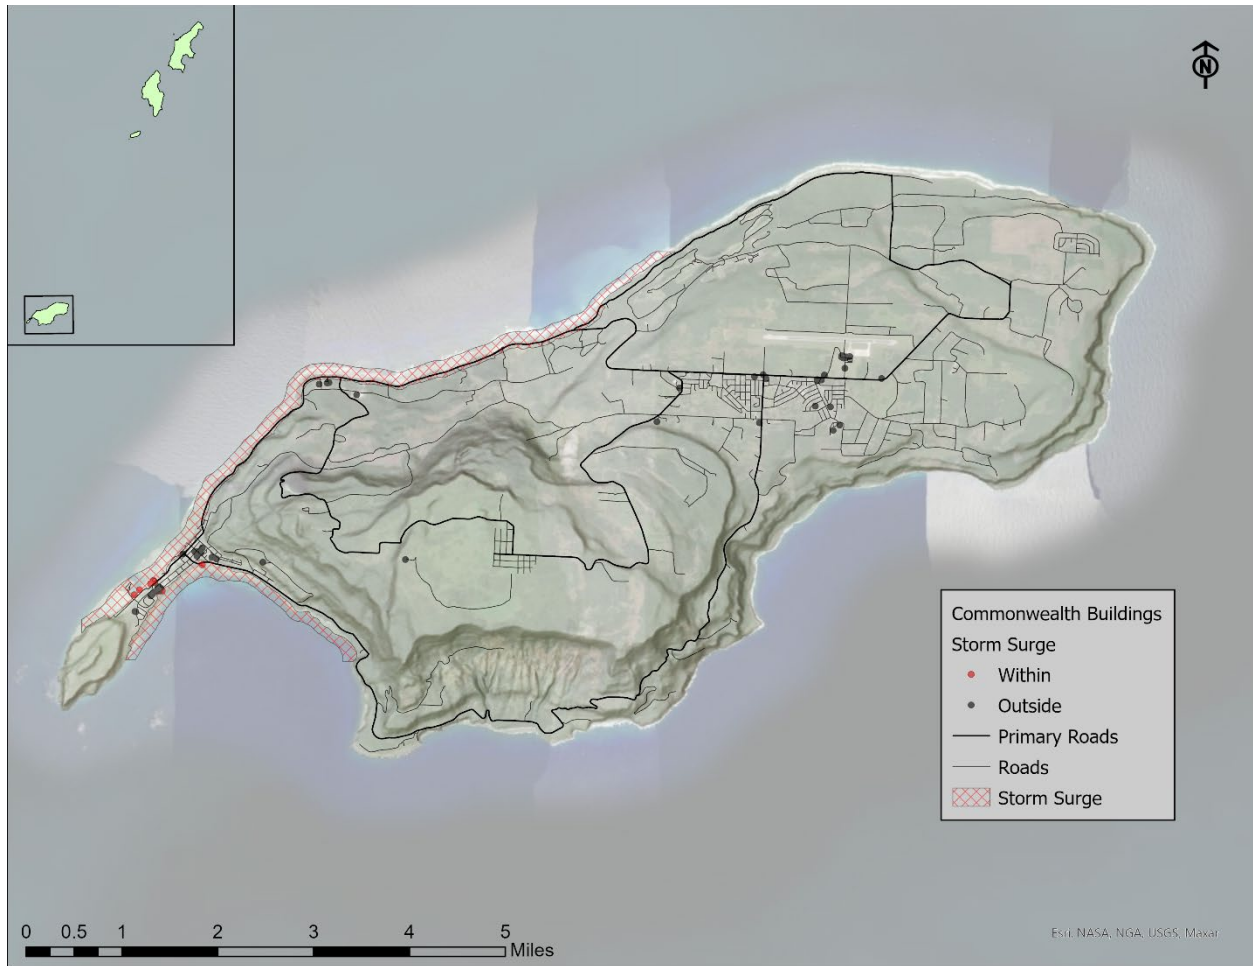 N
Commonwealth Buildings
Storm Surge
Within
Outside
Primary Roads
Roads
Storm Surge
0 0.5 1 2 3 4 5
Miles
Esri, NASA, NGA, USGS, Maxar